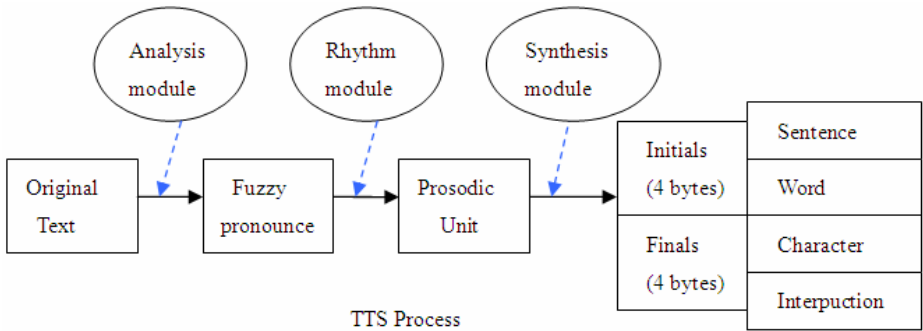 Analysis
module
Rhythm
module
Synthesis
module
Original
Text
Fuzzy
pronounce
Prosodic
Unit
Initials
(4 bytes)
Finals
(4 bytes)
Sentence
Word
Character
Interpuction
TTS Process